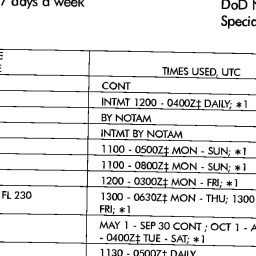 7 days a week
DoD
Specia
TIMES USED, UTC
CONT
INTMT 1200 - 0400Z‡ DAILY; *1
BY NOTAM
INTMT BY NOTAM
1100 - 0500Z‡ MON - SUN; *1
1100 - 0800Z‡ MON - SUN; *1
1200 - 0300Z‡ MON - FRI; *1
FL 230
1300 - 0630Z‡ MON - THU; 1300
FRI; *1
MAY 1 - SEP 30 CONT ; OCT 1 - A
- 0400Z‡ TUE - SAT; *1
1130 - 0500Z‡ DAILY